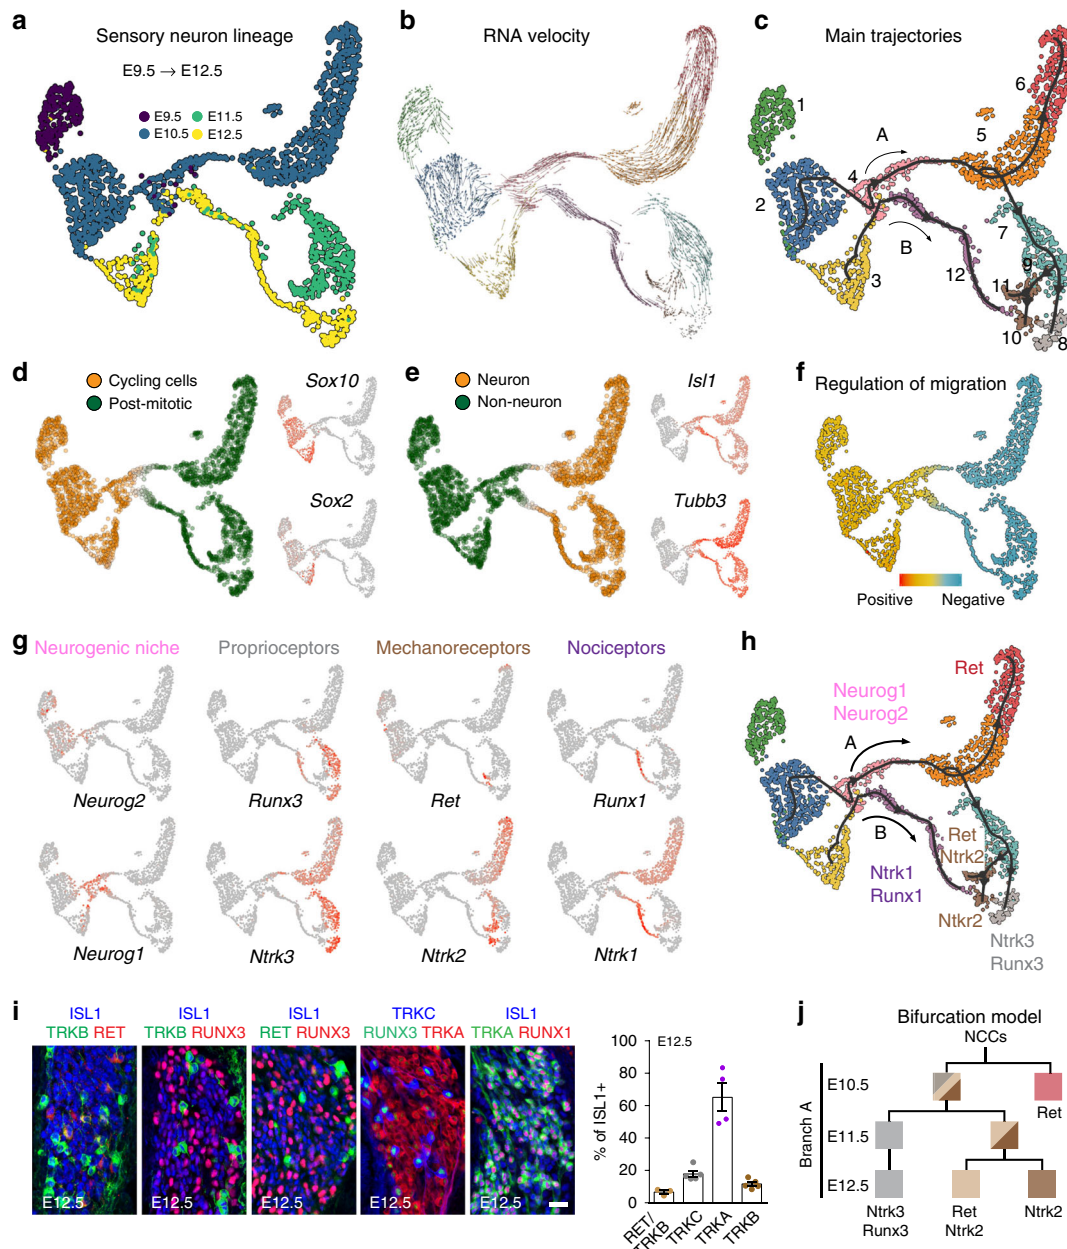 a
Sensory neuron lineage
E9.5 → E12.5
E9.5
E11.5
E10.5
E12.5
b
RNA velocity
c
Main trajectories
1
2
3
4
5
6
7
8
9
10
11
12
A
B
d
Cycling cells
Post-mitotic
Sox10
Sox2
e
Neuron
Non-neuron
Isl1
Tubb3
f
Regulation of migration
Positive
Negative
g
Neurogenic niche
Proprioceptors
Mechanoreceptors
Nociceptors
Neurog2
Runx3
Ret
Runx1
Neurog1
Ntrk3
Ntrk2
Ntrk1
h
Ret
Neurog1
Neurog2
A
B
Ret
Ntrk2
Ntrk1
Runx1
Ntkr2
Ntrk3
Runx3
i
ISL1
TRKB RET
E12.5
ISL1
TRKB RUNX3
E12.5
ISL1
RET RUNX3
E12.5
TRKC
RUNX3 TRKA
E12.5
ISL1
TRKA RUNX1
E12.5
E12.5
% of ISL1+
100
80
60
40
20
0
RET/
TRKB
TRKC
TRKA
TRKB
j
Bifurcation model
NCCs
Branch A
E10.5
Ret
E11.5
E12.5
Ntrk3
Runx3
Ret
Ntrk2
Ntrk2